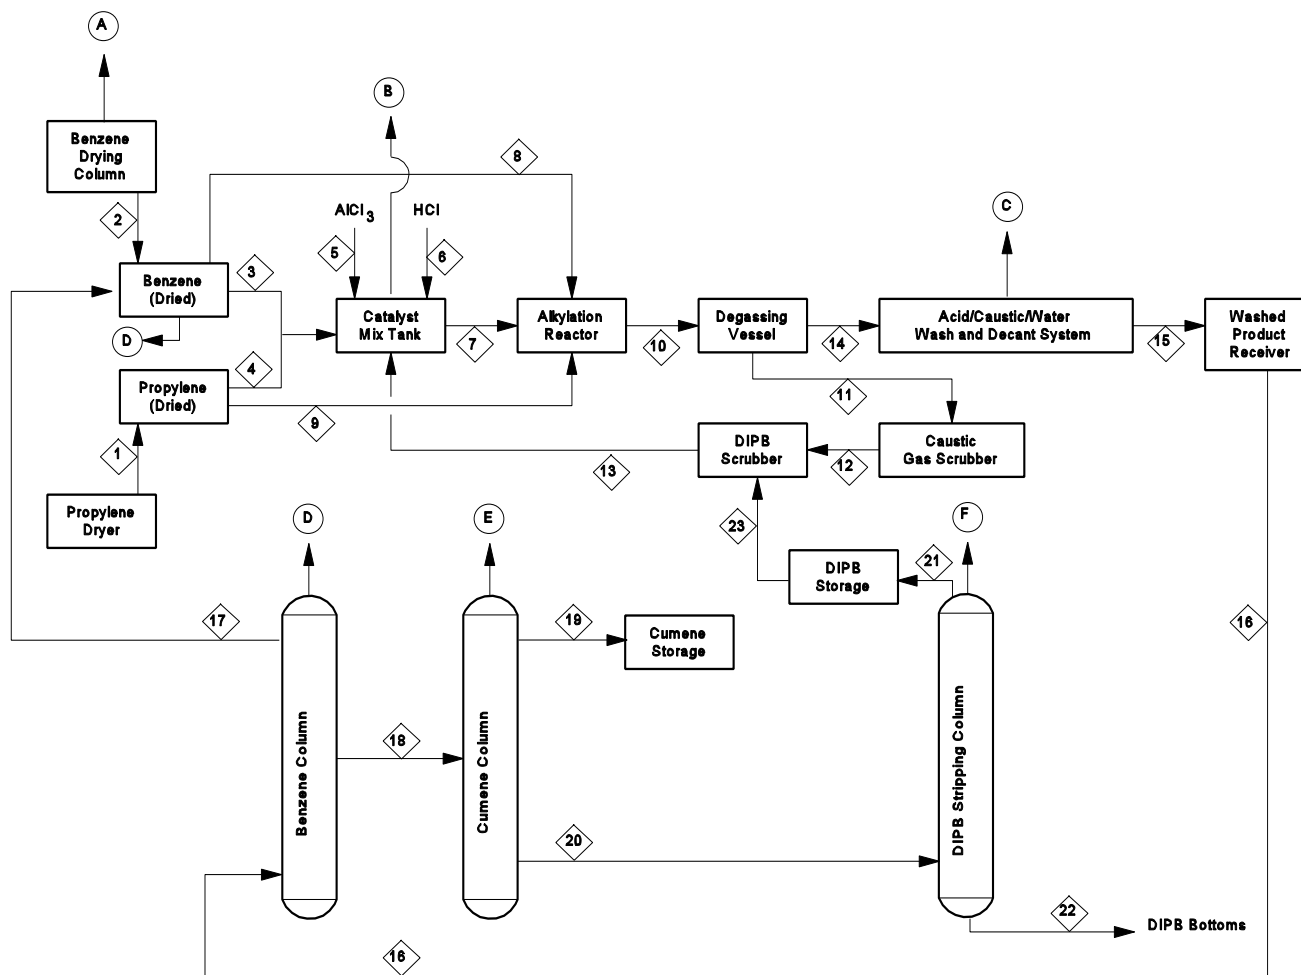 A
B
Benzene
Drying
Column
8
2
AlCl3
HCl
C
5
6
3
Benzene
(Dried)
D
4
Catalyst
Mix Tank
7
Alkylation
Reactor
10
Degassing
Vessel
14
Acid/Caustic/Water
Wash and Decant System
15
Washed
Product
Receiver
Propylene
(Dried)
9
11
1
13
DIPB
Scrubber
12
Caustic
Gas Scrubber
Propylene
Dryer
D
E
23
F
DIPB
Storage
21
17
19
Cumene
Storage
16
Benzene Column
18
Cumene Column
20
DIPB Stripping Column
22
DIPB Bottoms
16